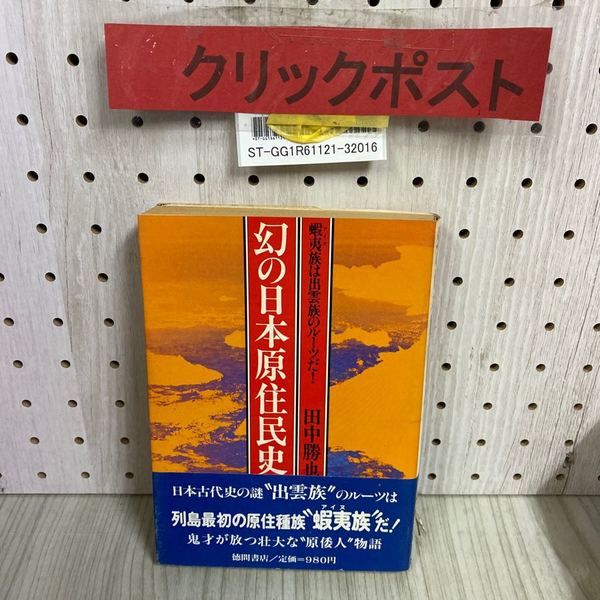 クリックポスト
ST-GG1R61121-32016
蝦夷族は出雲族のルーツだ!
幻の日本原住民史
田中勝也
日本古代史の謎“出雲族”のルーツは
アイヌ
列島最初の原住種族“蝦夷族”だ!
鬼才が放つ壮大な“原倭人”物語
徳間書店/定価=980円